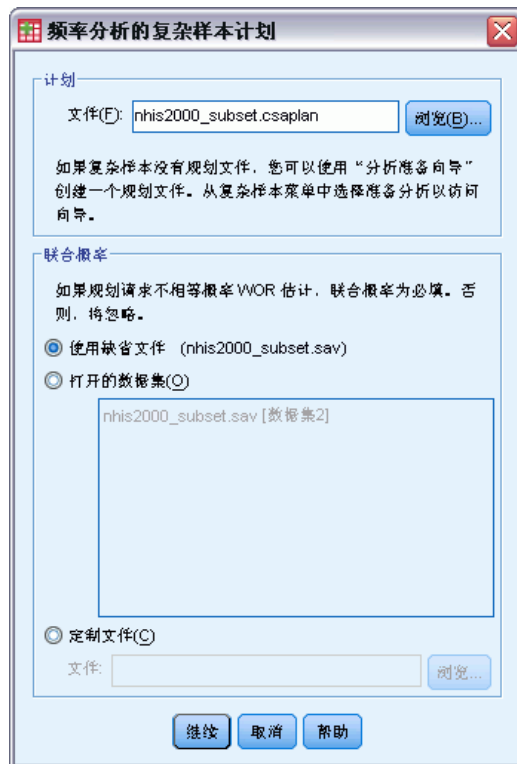 频率分析的复杂样本计划
计划
文件(F): nhis2000_subset.csaplan 浏览(B)...
如果复杂样本没有规划文件，您可以使用“分析准备向导”
创建一个规划文件。从复杂样本菜单中选择准备分析以访问
向导。
联合概率
如果规划请求不相等概率 WOR 估计，联合概率为必填。否
则，将忽略。
使用缺省文件 (nhis2000_subset.sav)
打开的数据集(O)
nhis2000_subset.sav [数据集2]
定制文件(C)
文件: 浏览...
继续 取消 帮助